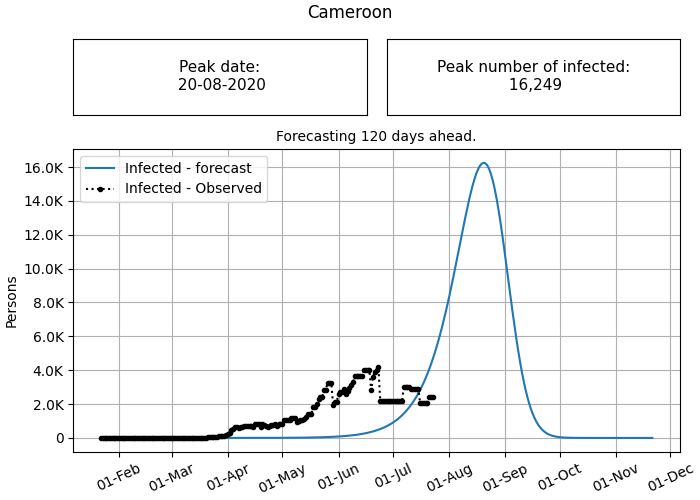 Cameroon
Peak date:
20-08-2020
Peak number of infected:
16,249
Forecasting 120 days ahead.
Infected - forecast
Infected - Observed
Persons
16.0K
14.0K
12.0K
10.0K
8.0K
6.0K
4.0K
2.0K
0
01-Feb
01-Mar
01-Apr
01-May
01-Jun
01-Jul
01-Aug
01-Sep
01-Oct
01-Nov
01-Dec